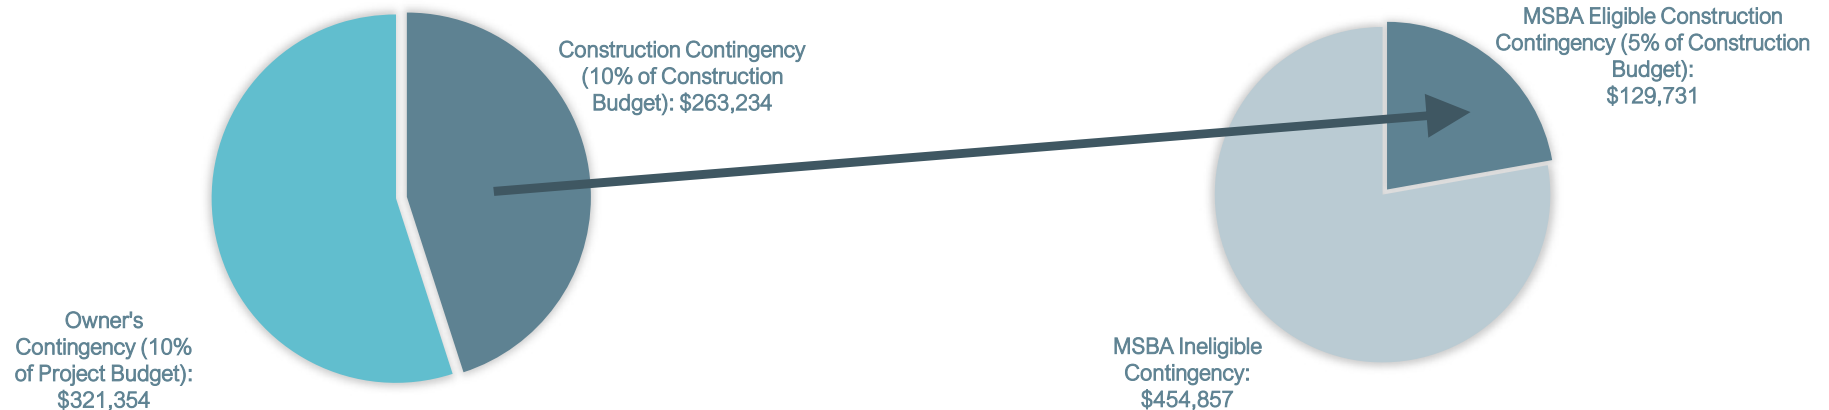 Construction Contingency
(10% of Construction
Budget): $263,234
Owner's
Contingency (10%
of Project Budget):
$321,354
MSBA Eligible Construction
Contingency (5% of Construction
Budget):
$129,731
MSBA Ineligible
Contingency:
$454,857